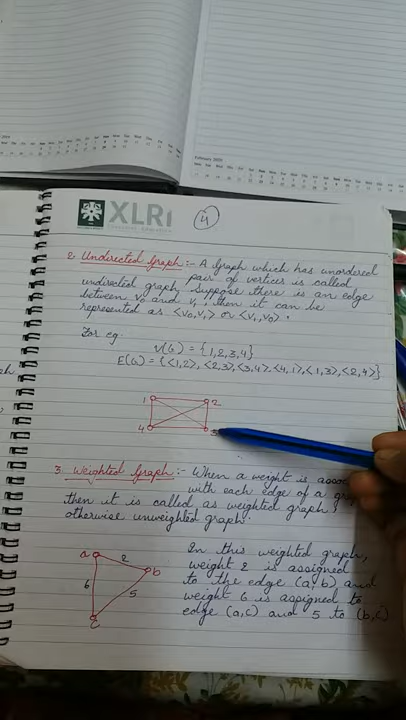 February 2022
XLRI
4
2. Undirected Graph :- A Graph which has unordered
pair of vertices is called
undirected graph. Suppose there is an edge
between v0 and v1, then it can be
represented as <v0,v1> or <v1,v0>.
For eg.
V(G) = {1,2,3,4}
E(G) = {<1,2>, <2,3>, <3,4>, <4,1>, <1,3>, <2,4>}
1 2
4 3
3. Weighted Graph :- When a weight is
with each edge of a
then it is called as weighted graph,
otherwise unweighted graph.
In this weighted graph,
weight 2 is assigned
to the edge (a,b) and
weight 6 is assigned to
edge (a,c) and 5 to (b,c)
a 2 b
6 5
c